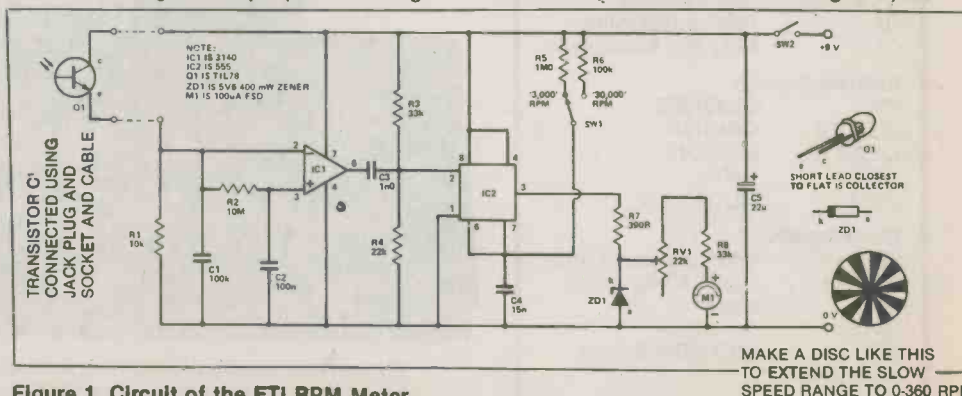 NOTE:
IC1 IS 3140
IC2 IS 555
Q1 IS TIL78
ZD1 IS 5V6 400 mW ZENER
M1 IS 100uA FSD
c
e
Q1
TRANSISTOR C¹
CONNECTED USING
JACK PLUG AND
SOCKET AND CABLE
R1
10k
C1
100k
R2
10M
C2
100n
2
3
IC1
7
4
6
C3
1n0
R3
33k
R4
22k
8
4
2
IC2
3
1
6
7
C4
15n
R5
1M0
R6
100k
'3,000'
RPM
'30,000'
RPM
SW1
R7
390R
k
ZD1
a
RV1
22k
R8
33k
+
M1
-
SW2
+9 V
+
C5
22u
0 V
e
c
Q1
SHORT LEAD CLOSEST
TO FLAT IS COLLECTOR
k
a
ZD1
MAKE A DISC LIKE THIS
TO EXTEND THE SLOW
SPEED RANGE TO 0-360 RPM
Figure 1. Circuit of the ETI RPM Meter